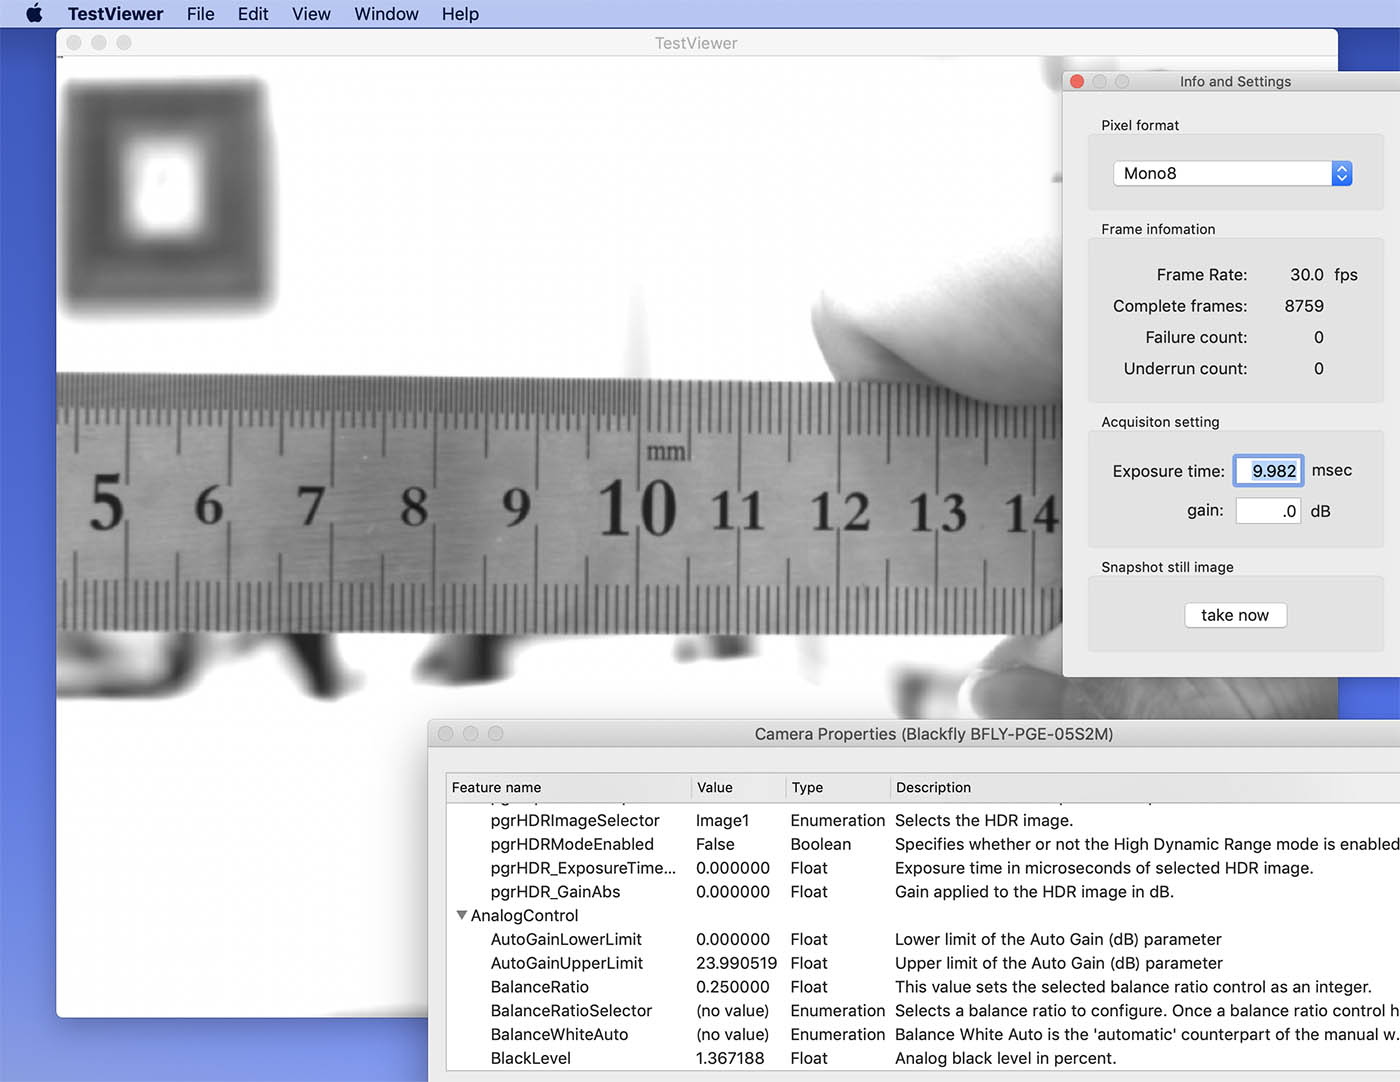 TestViewer File Edit View Window Help
TestViewer
mm
5 6 7 8 9 10 11 12 13 14
Info and Settings
Pixel format
Mono8
Frame infomation
Frame Rate: 30.0 fps
Complete frames: 8759
Failure count: 0
Underrun count: 0
Acquisiton setting
Exposure time: 9.982 msec
gain: .0 dB
Snapshot still image
take now
Camera Properties (Blackfly BFLY-PGE-05S2M)
Feature name Value Type Description
pgrHDRImageSelector Image1 Enumeration Selects the HDR image.
pgrHDRModeEnabled False Boolean Specifies whether or not the High Dynamic Range mode is enabled
pgrHDR_ExposureTime... 0.000000 Float Exposure time in microseconds of selected HDR image.
pgrHDR_GainAbs 0.000000 Float Gain applied to the HDR image in dB.
AnalogControl
AutoGainLowerLimit 0.000000 Float Lower limit of the Auto Gain (dB) parameter
AutoGainUpperLimit 23.990519 Float Upper limit of the Auto Gain (dB) parameter
BalanceRatio 0.250000 Float This value sets the selected balance ratio control as an integer.
BalanceRatioSelector (no value) Enumeration Selects a balance ratio to configure. Once a balance ratio control h
BalanceWhiteAuto (no value) Enumeration Balance White Auto is the 'automatic' counterpart of the manual w...
BlackLevel 1.367188 Float Analog black level in percent.